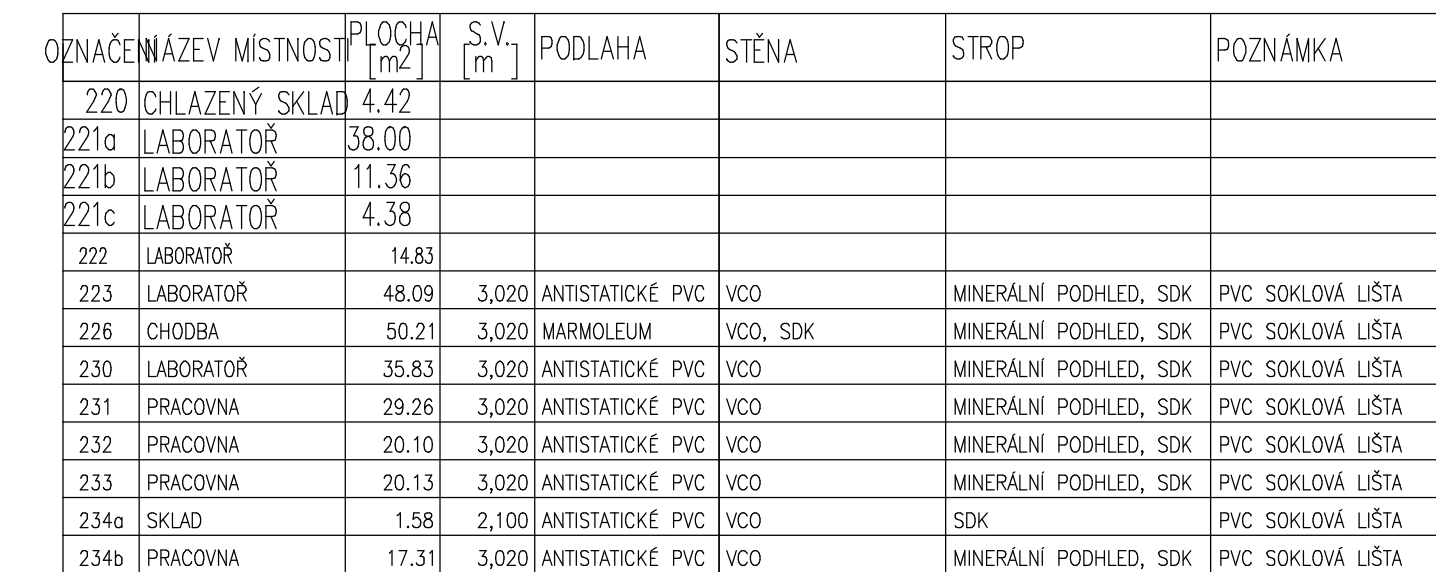 OZNAČENÍ NÁZEV MÍSTNOSTI PLOCHA [m2] S.V. [m ] PODLAHA STĚNA STROP POZNÁMKA
220 CHLAZENÝ SKLAD 4.42
221a LABORATOŘ 38.00
221b LABORATOŘ 11.36
221c LABORATOŘ 4.38
222 LABORATOŘ 14.83
223 LABORATOŘ 48.09 3,020 ANTISTATICKÉ PVC VCO MINERÁLNÍ PODHLED, SDK PVC SOKLOVÁ LIŠTA
226 CHODBA 50.21 3,020 MARMOLEUM VCO, SDK MINERÁLNÍ PODHLED, SDK PVC SOKLOVÁ LIŠTA
230 LABORATOŘ 35.83 3,020 ANTISTATICKÉ PVC VCO MINERÁLNÍ PODHLED, SDK PVC SOKLOVÁ LIŠTA
231 PRACOVNA 29.26 3,020 ANTISTATICKÉ PVC VCO MINERÁLNÍ PODHLED, SDK PVC SOKLOVÁ LIŠTA
232 PRACOVNA 20.10 3,020 ANTISTATICKÉ PVC VCO MINERÁLNÍ PODHLED, SDK PVC SOKLOVÁ LIŠTA
233 PRACOVNA 20.13 3,020 ANTISTATICKÉ PVC VCO MINERÁLNÍ PODHLED, SDK PVC SOKLOVÁ LIŠTA
234a SKLAD 1.58 2,100 ANTISTATICKÉ PVC VCO SDK PVC SOKLOVÁ LIŠTA
234b PRACOVNA 17.31 3,020 ANTISTATICKÉ PVC VCO MINERÁLNÍ PODHLED, SDK PVC SOKLOVÁ LIŠTA